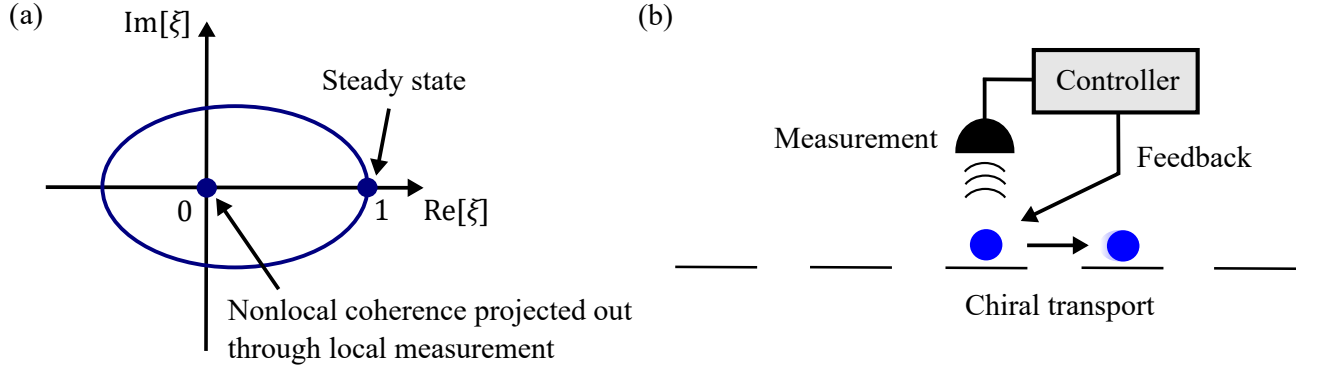 (a)
Im[ξ]
Steady state
0
1
Re[ξ]
Nonlocal coherence projected out
through local measurement
(b)
Controller
Measurement
Feedback
Chiral transport